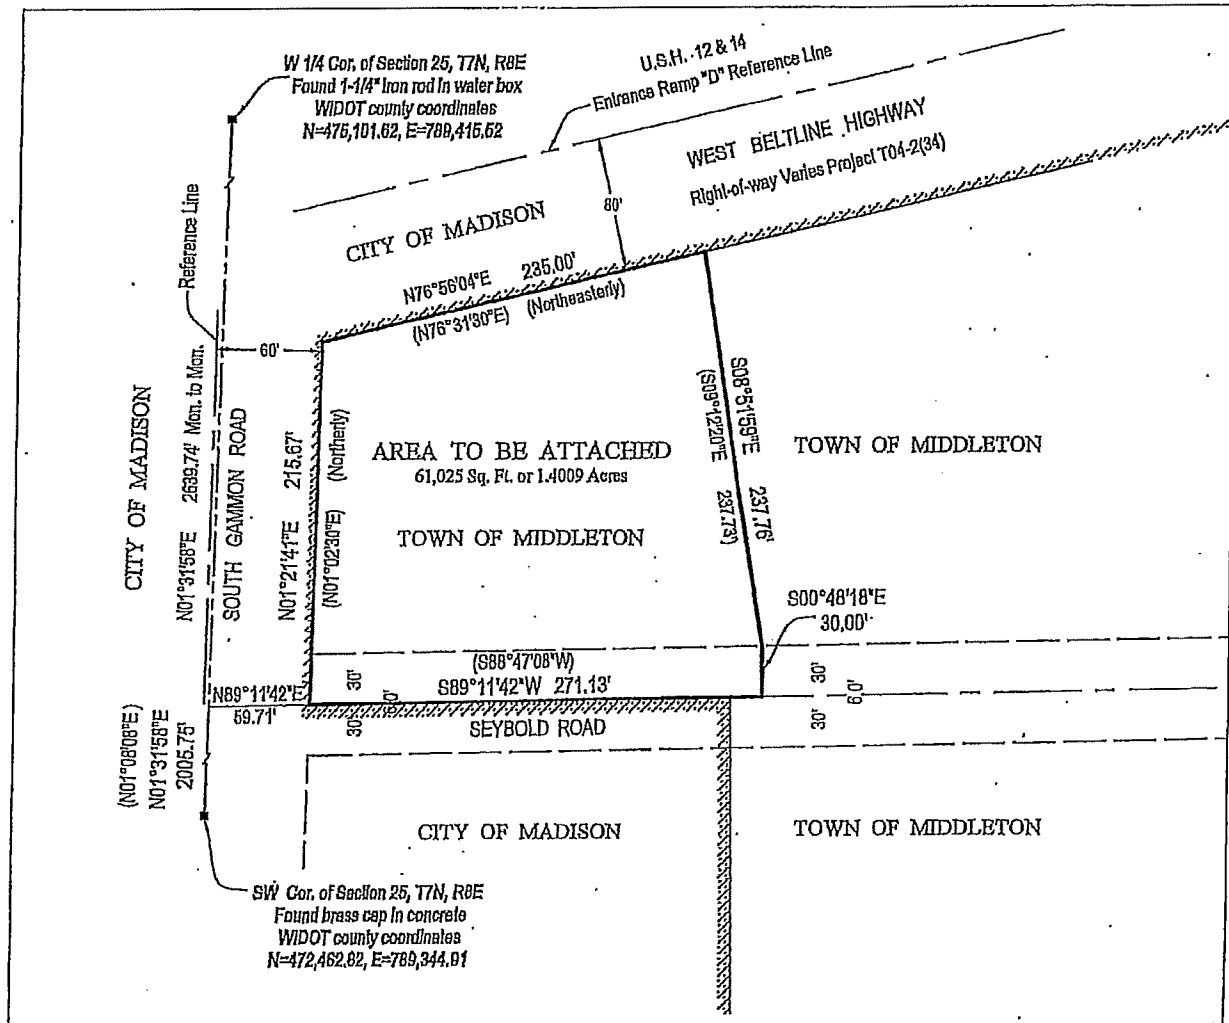 W 1/4 Cor. of Section 25, T7N, R8E
Found 1-1/4" iron rod in water box
WIDOT county coordinates
N=475,101.62, E=789,415.52
U.S.H. 12 & 14
Entrance Ramp "D" Reference Line
WEST BELTLINE HIGHWAY
Right-of-way Varies Project T04-2(34)
80'
CITY OF MADISON
N76°56'04"E 235.00'
(N76°31'30"E) (Northeasterly)
Reference Line
60'
CITY OF MADISON
N01°31'58"E 2639.74' Mon. to Mon.
SOUTH GAMMON ROAD
N01°21'41"E 215.67'
(N01°02'30"E) (Northerly)
AREA TO BE ATTACHED
61,025 Sq. Ft. or 1.4009 Acres
TOWN OF MIDDLETON
S08°51'59"E 237.76'
(S09°12'20"E 237.73')
TOWN OF MIDDLETON
S00°48'18"E
30.00'
(S88°47'08"W)
S89°11'42"W 271.13'
30'
60'
30'
30'
60'
30'
N89°11'42"E
59.71'
SEYBOLD ROAD
(N01°08'08"E)
N01°31'58"E
2005.75'
CITY OF MADISON
TOWN OF MIDDLETON
SW Cor. of Section 25, T7N, R8E
Found brass cap in concrete
WIDOT county coordinates
N=472,462.82, E=789,344.91